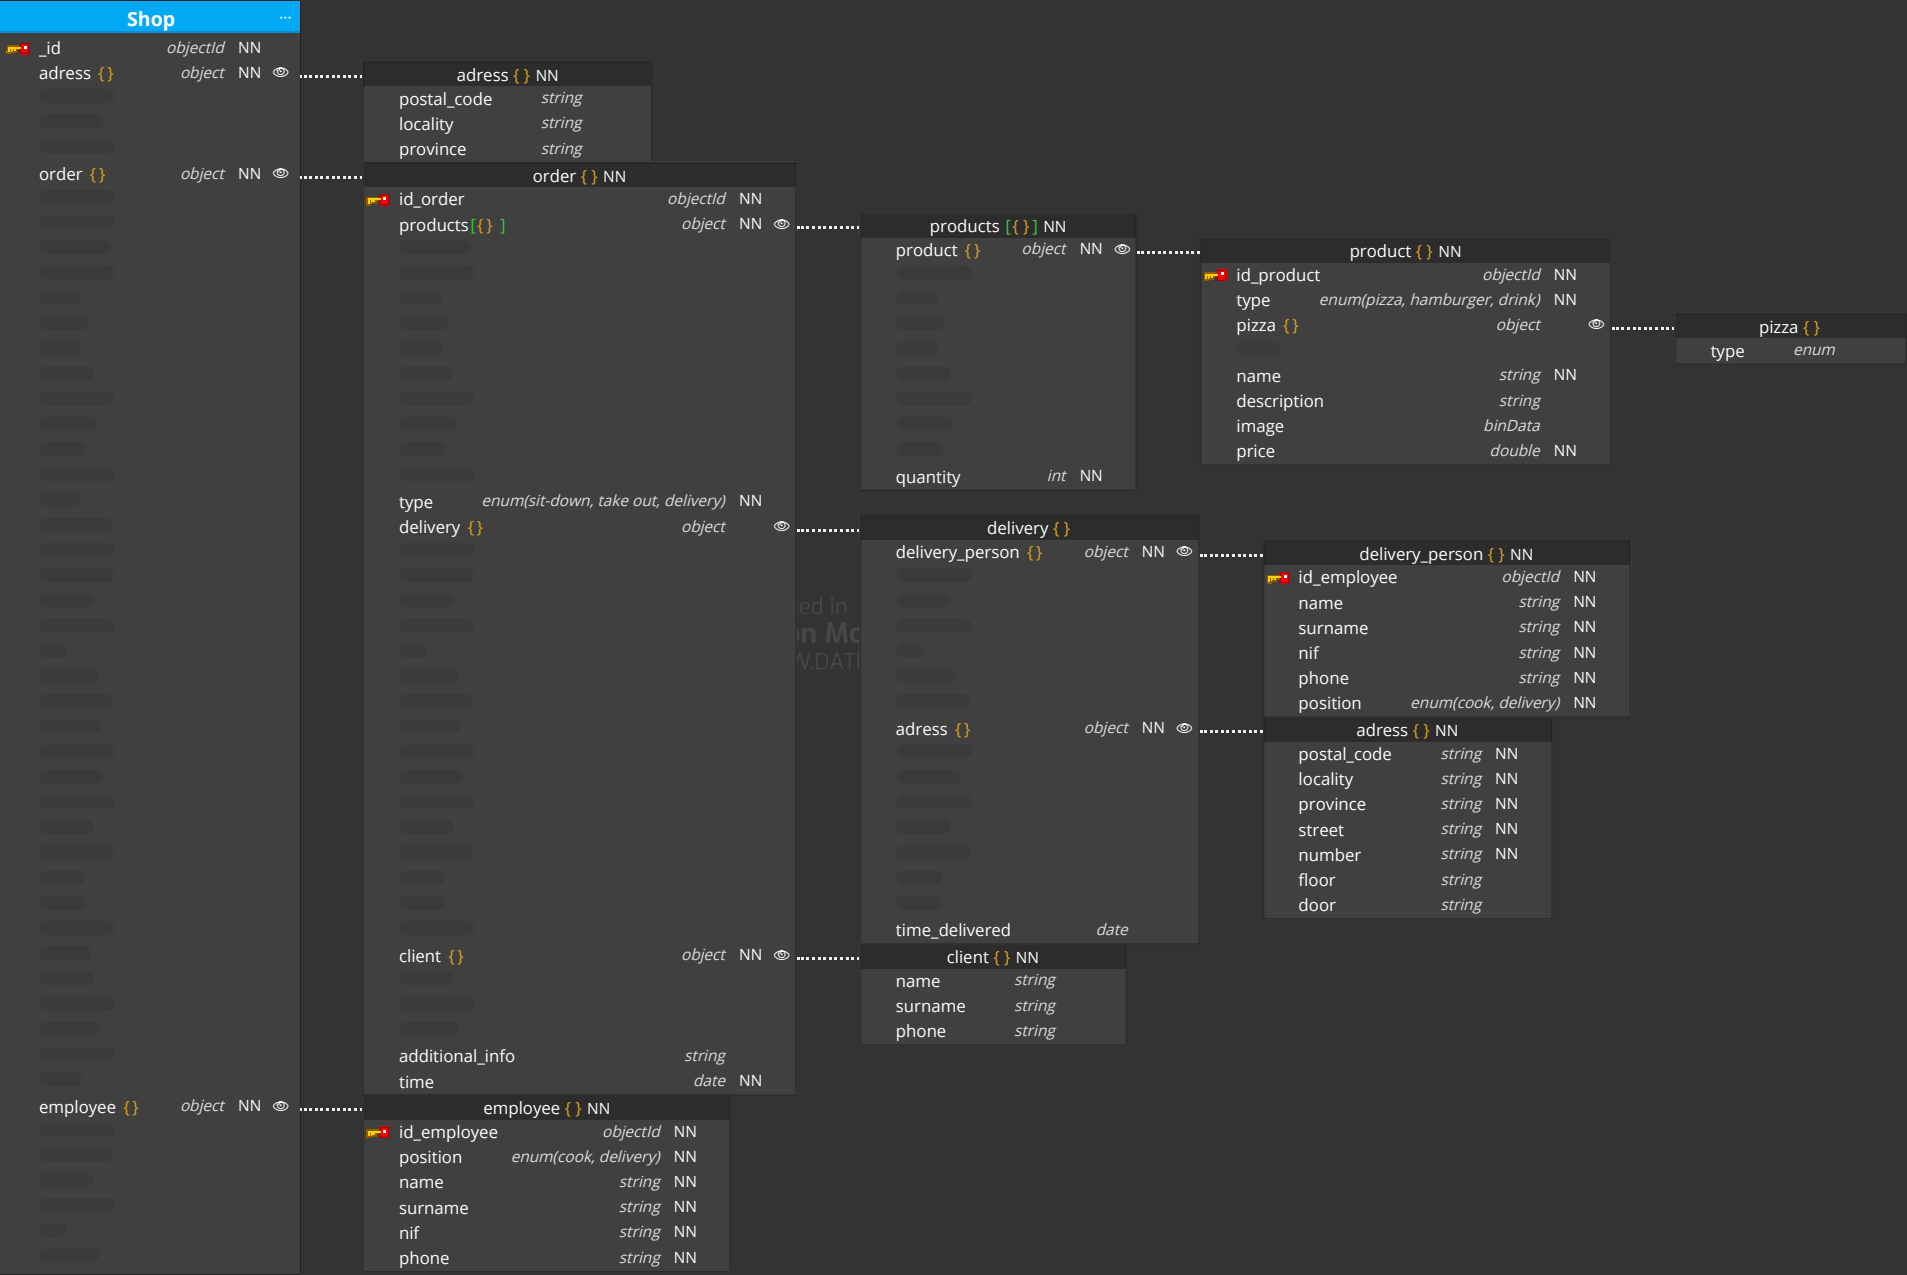 Shop ...
_id objectId NN
adress {} object NN
adress { } NN
postal_code string
locality string
province string
order {} object NN
order { } NN
id_order objectId NN
products[{} ] object NN
products [{ }] NN
product {} object NN
product { } NN
id_product objectId NN
type enum(pizza, hamburger, drink) NN
pizza {} object
pizza { }
type enum
name string NN
description string
image binData
price double NN
quantity int NN
type enum(sit-down, take out, delivery) NN
delivery {} object
delivery { }
delivery_person {} object NN
delivery_person { } NN
id_employee objectId NN
name string NN
surname string NN
nif string NN
phone string NN
position enum(cook, delivery) NN
adress {} object NN
adress { } NN
postal_code string NN
locality string NN
province string NN
street string NN
number string NN
floor string
door string
time_delivered date
client {} object NN
client { } NN
name string
surname string
phone string
additional_info string
time date NN
employee {} object NN
employee { } NN
id_employee objectId NN
position enum(cook, delivery) NN
name string NN
surname string NN
nif string NN
phone string NN